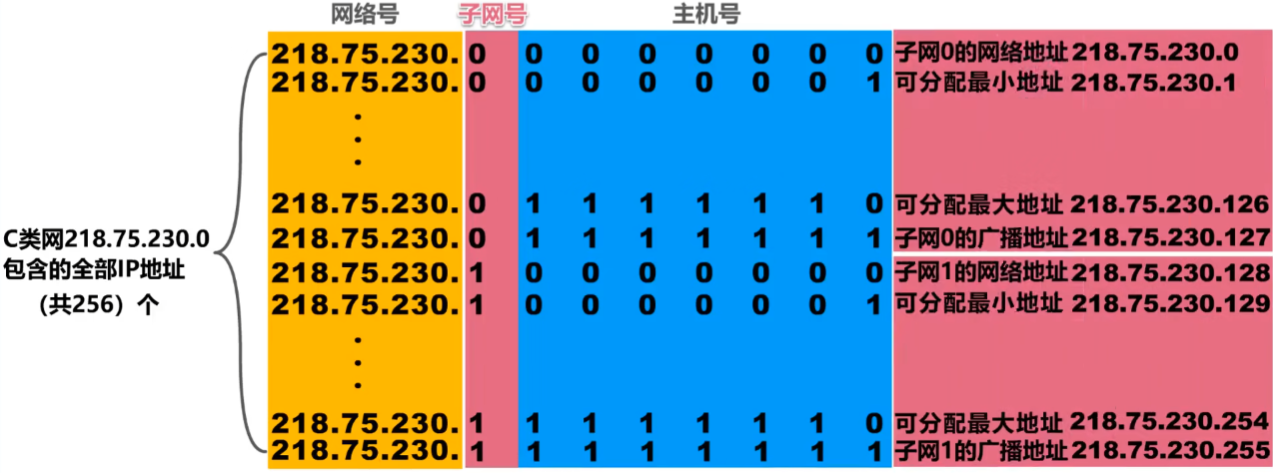 网络号 子网号 主机号
218.75.230. 0 0 0 0 0 0 0 0 子网0的网络地址 218.75.230.0
218.75.230. 0 0 0 0 0 0 0 1 可分配最小地址 218.75.230.1
218.75.230. 0 1 1 1 1 1 1 0 可分配最大地址 218.75.230.126
218.75.230. 0 1 1 1 1 1 1 1 子网0的广播地址 218.75.230.127
C类网218.75.230.0
包含的全部IP地址
（共256）个
218.75.230. 1 0 0 0 0 0 0 0 子网1的网络地址 218.75.230.128
218.75.230. 1 0 0 0 0 0 0 1 可分配最小地址 218.75.230.129
218.75.230. 1 1 1 1 1 1 1 0 可分配最大地址 218.75.230.254
218.75.230. 1 1 1 1 1 1 1 1 子网1的广播地址 218.75.230.255